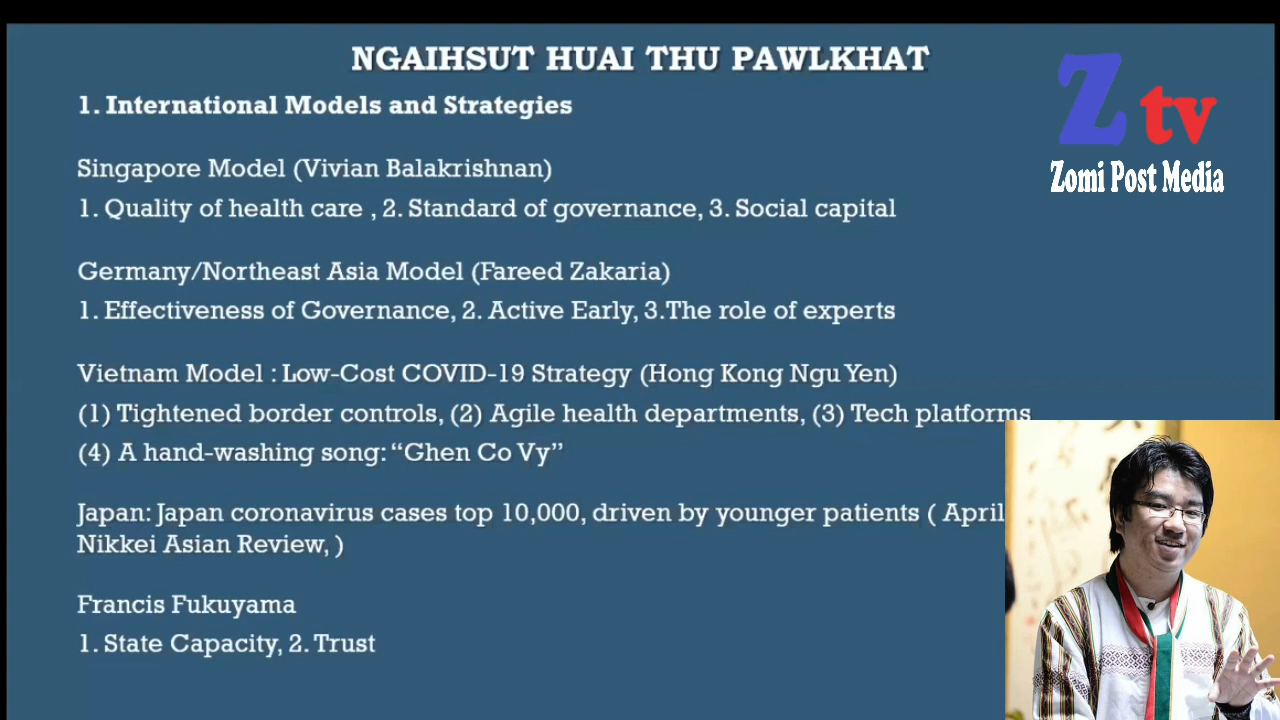 NGAIHSUT HUAI THU PAWLKHAT
Z tv
Zomi Post Media
1. International Models and Strategies
Singapore Model (Vivian Balakrishnan)
1. Quality of health care , 2. Standard of governance, 3. Social capital
Germany/Northeast Asia Model (Fareed Zakaria)
1. Effectiveness of Governance, 2. Active Early, 3.The role of experts
Vietnam Model : Low-Cost COVID-19 Strategy (Hong Kong Ngu Yen)
(1) Tightened border controls, (2) Agile health departments, (3) Tech platforms
(4) A hand-washing song: “Ghen Co Vy”
Japan: Japan coronavirus cases top 10,000, driven by younger patients ( April
Nikkei Asian Review, )
Francis Fukuyama
1. State Capacity, 2. Trust